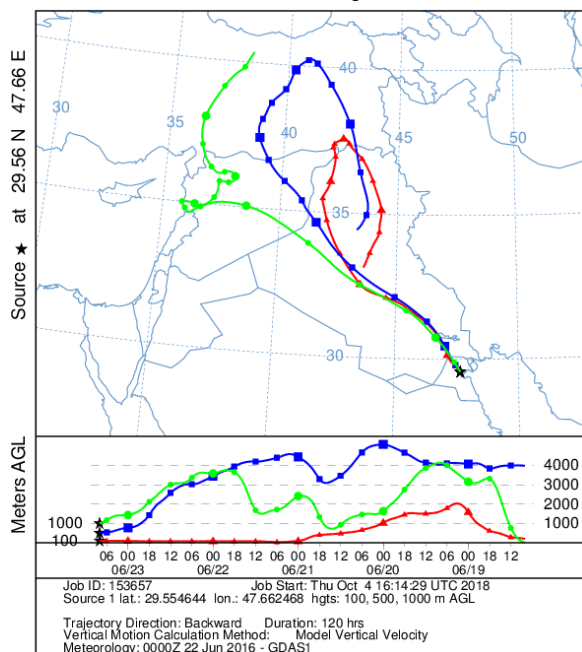 Source ★ at 29.56 N 47.66 E
30
35
40
40
45
50
35
30
Meters AGL
1000
100
4000
3000
2000
1000
06 00 18 12 06 00 18 12 06 00 18 12 06 00 18 12 06 00 18 12
06/23 06/22 06/21 06/20 06/19
Job ID: 153657 Job Start: Thu Oct 4 16:14:29 UTC 2018
Source 1 lat.: 29.554644 lon.: 47.662468 hgts: 100, 500, 1000 m AGL
Trajectory Direction: Backward Duration: 120 hrs
Vertical Motion Calculation Method: Model Vertical Velocity
Meteorology: 0000Z 22 Jun 2016 - GDAS1